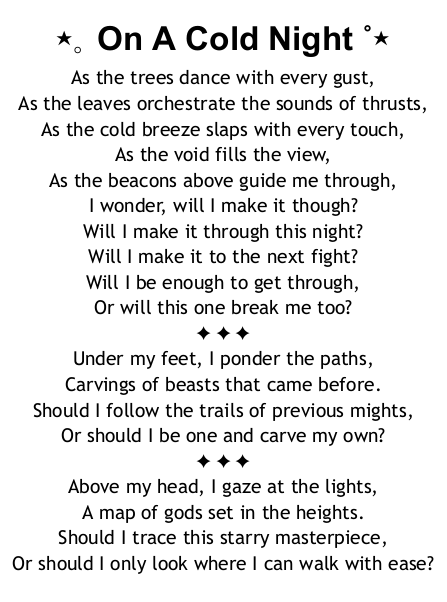 ⋆｡ On A Cold Night ˚⋆
As the trees dance with every gust,
As the leaves orchestrate the sounds of thrusts,
As the cold breeze slaps with every touch,
As the void fills the view,
As the beacons above guide me through,
I wonder, will I make it though?
Will I make it through this night?
Will I make it to the next fight?
Will I be enough to get through,
Or will this one break me too?
✦✦✦
Under my feet, I ponder the paths,
Carvings of beasts that came before.
Should I follow the trails of previous mights,
Or should I be one and carve my own?
✦✦✦
Above my head, I gaze at the lights,
A map of gods set in the heights.
Should I trace this starry masterpiece,
Or should I only look where I can walk with ease?